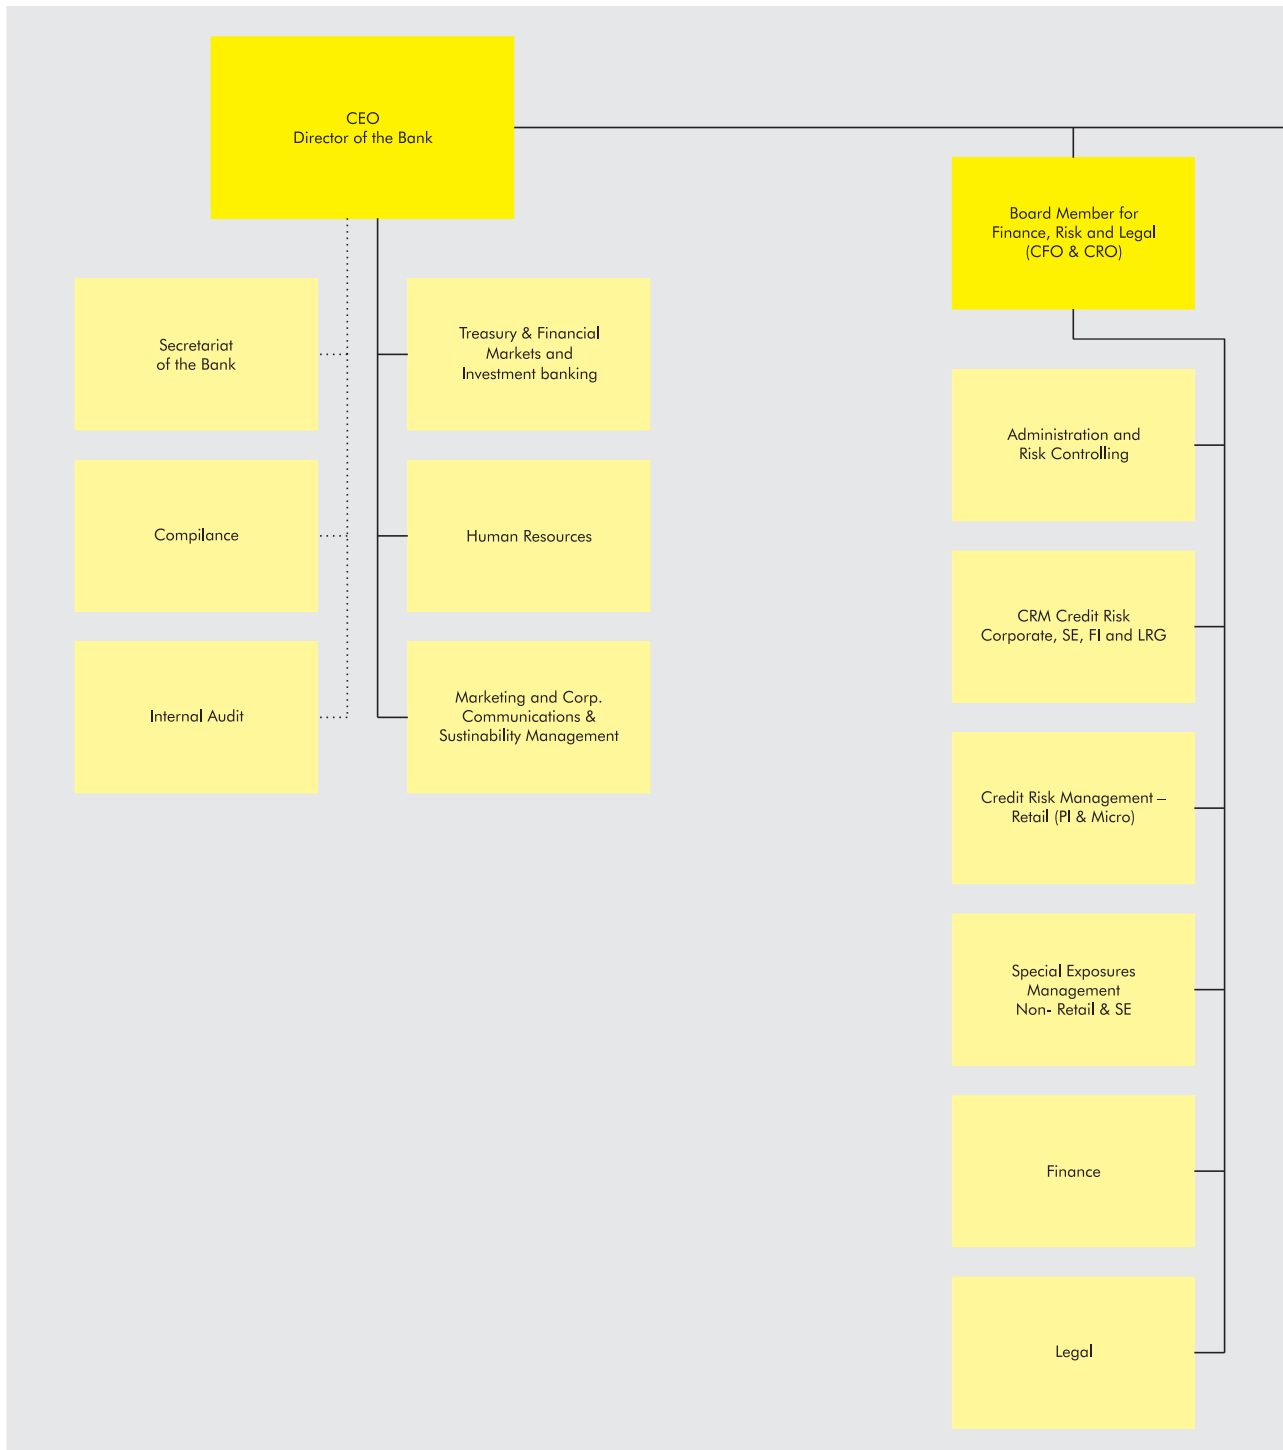 CEO
Director of the Bank
Board Member for
Finance, Risk and Legal
(CFO & CRO)
Secretariat
of the Bank
Treasury & Financial
Markets and
Investment banking
Administration and
Risk Controlling
Compilance
Human Resources
CRM Credit Risk
Corporate, SE, FI and LRG
Internal Audit
Marketing and Corp.
Communications &
Sustinability Management
Credit Risk Management –
Retail (PI & Micro)
Special Exposures
Management
Non- Retail & SE
Finance
Legal